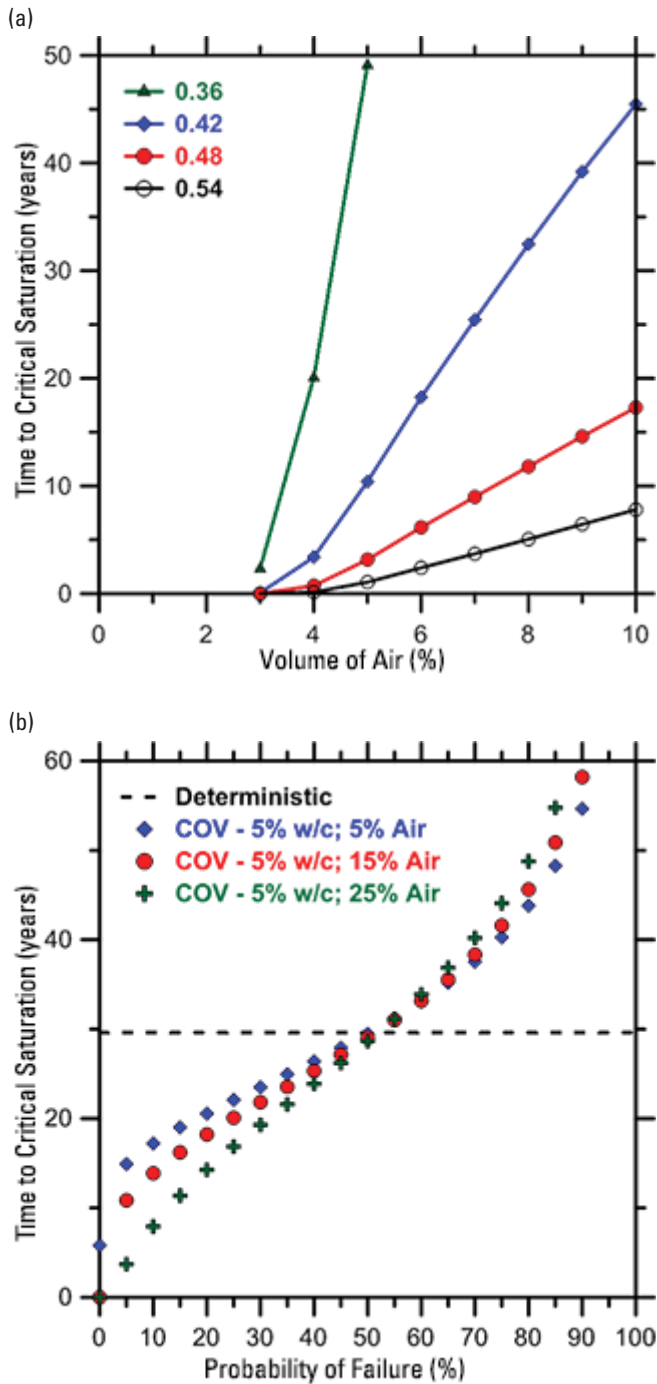 (a)
50
40
30
20
10
0
Time to Critical Saturation (years)
0.36
0.42
0.48
0.54
0 2 4 6 8 10
Volume of Air (%)
(b)
60
40
20
0
Time to Critical Saturation (years)
Deterministic
COV - 5% w/c; 5% Air
COV - 5% w/c; 15% Air
COV - 5% w/c; 25% Air
0 10 20 30 40 50 60 70 80 90 100
Probability of Failure (%)